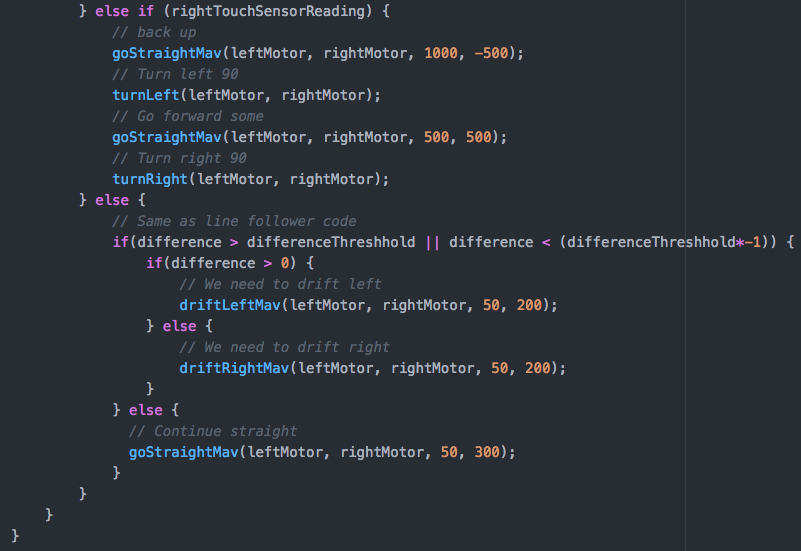 } else if (rightTouchSensorReading) {
// back up
goStraightMav(leftMotor, rightMotor, 1000, -500);
// Turn left 90
turnLeft(leftMotor, rightMotor);
// Go forward some
goStraightMav(leftMotor, rightMotor, 500, 500);
// Turn right 90
turnRight(leftMotor, rightMotor);
} else {
// Same as line follower code
if(difference > differenceThreshhold || difference < (differenceThreshhold*-1)) {
if(difference > 0) {
// We need to drift left
driftLeftMav(leftMotor, rightMotor, 50, 200);
} else {
// We need to drift right
driftRightMav(leftMotor, rightMotor, 50, 200);
}
} else {
// Continue straight
goStraightMav(leftMotor, rightMotor, 50, 300);
}
}
}
}